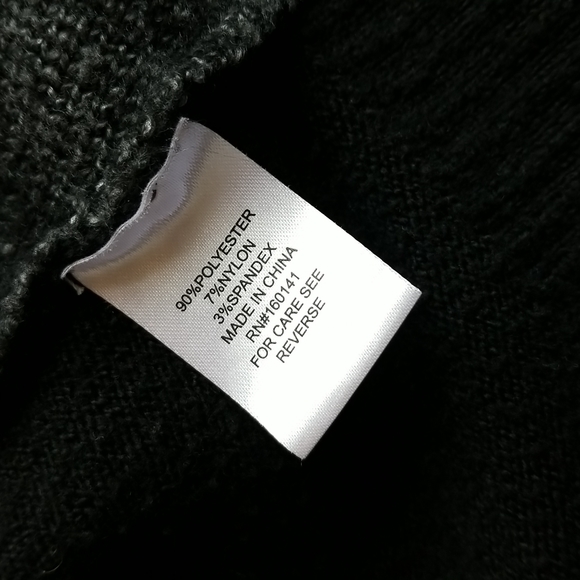 90%POLYESTER
7%NYLON
3%SPANDEX
MADE IN CHINA
RN#160141
FOR CARE SEE
REVERSE